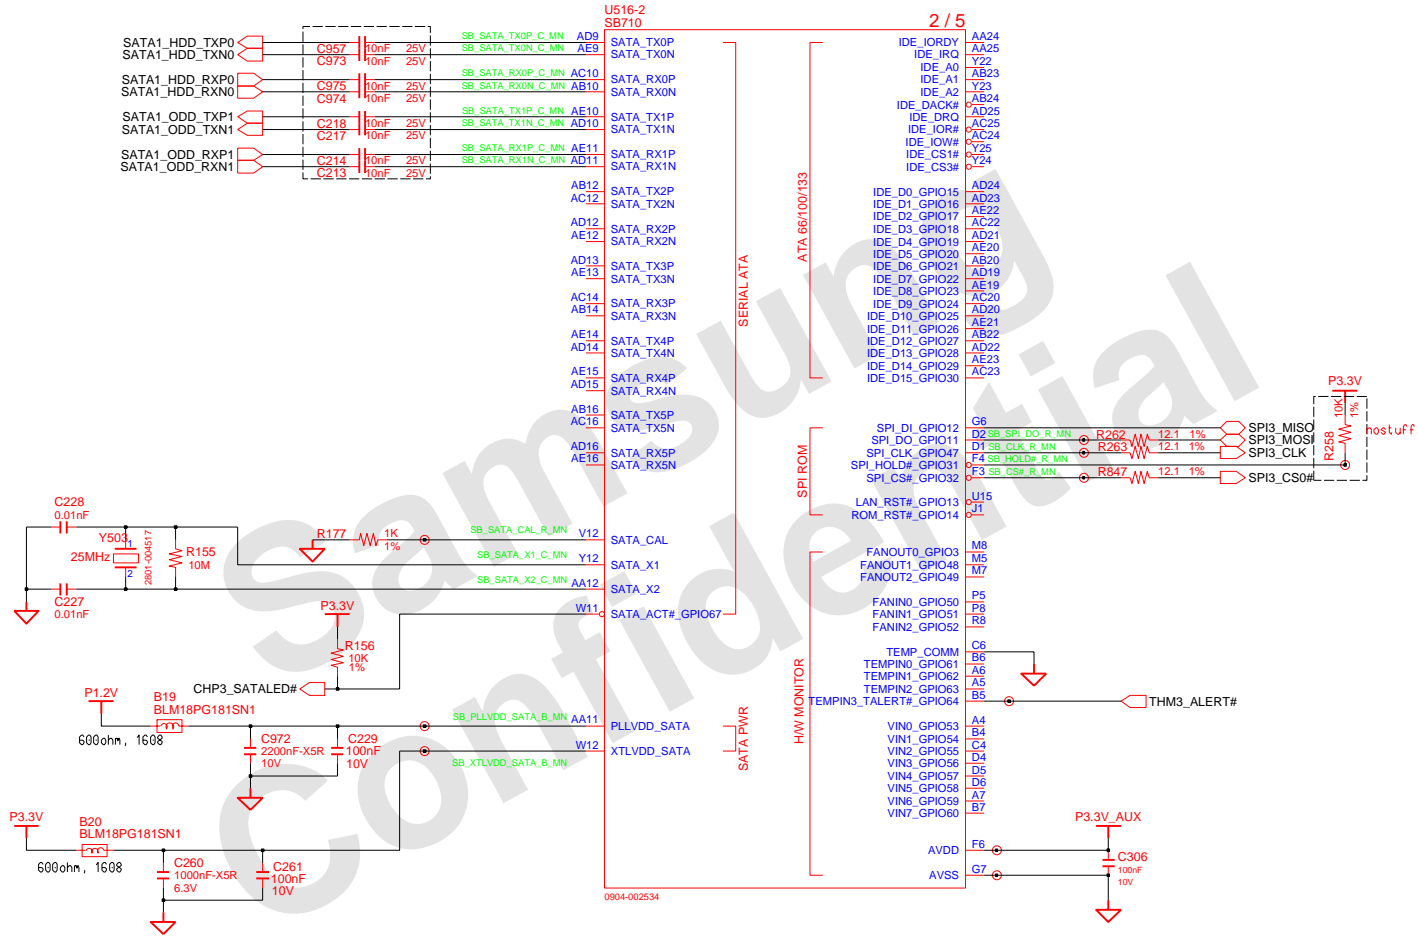 U516-2
SB710
2 / 5
SATA1_HDD_TXP0
SATA1_HDD_TXN0
C957 10nF 25V
C973 10nF 25V
SB_SATA_TX0P_C_MN AD9 SATA_TX0P
SB_SATA_TX0N_C_MN AE9 SATA_TX0N
SATA1_HDD_RXP0
SATA1_HDD_RXN0
C975 10nF 25V
C974 10nF 25V
SB_SATA_RX0P_C_MN AC10 SATA_RX0P
SB_SATA_RX0N_C_MN AB10 SATA_RX0N
SATA1_ODD_TXP1
SATA1_ODD_TXN1
C218 10nF 25V
C217 10nF 25V
SB_SATA_TX1P_C_MN AE10 SATA_TX1P
SB_SATA_TX1N_C_MN AD10 SATA_TX1N
SATA1_ODD_RXP1
SATA1_ODD_RXN1
C214 10nF 25V
C213 10nF 25V
SB_SATA_RX1P_C_MN AE11 SATA_RX1P
SB_SATA_RX1N_C_MN AD11 SATA_RX1N
AB12 SATA_TX2P
AC12 SATA_TX2N
AD12 SATA_RX2P
AE12 SATA_RX2N
AD13 SATA_TX3P
AE13 SATA_TX3N
AC14 SATA_RX3P
AB14 SATA_RX3N
AE14 SATA_TX4P
AD14 SATA_TX4N
AE15 SATA_RX4P
AD15 SATA_RX4N
AB16 SATA_TX5P
AC16 SATA_TX5N
AD16 SATA_RX5P
AE16 SATA_RX5N
SERIAL ATA
C228
0.01nF
Y503
25MHz
1
2
2801-004517
R155
10M
C227
0.01nF
R177 1K
1%
SB_SATA_CAL_R_MN V12 SATA_CAL
SB_SATA_X1_C_MN Y12 SATA_X1
SB_SATA_X2_C_MN AA12 SATA_X2
W11 SATA_ACT#_GPIO67
P3.3V
R156
10K
1%
CHP3_SATALED#
P1.2V
B19
BLM18PG181SN1
600ohm, 1608
C972
2200nF-X5R
10V
C229
100nF
10V
SB_PLLVDD_SATA_B_MN AA11 PLLVDD_SATA
W12 XTLVDD_SATA
SB_XTLVDD_SATA_B_MN
SATA PWR
P3.3V
B20
BLM18PG181SN1
600ohm, 1608
C260
1000nF-X5R
6.3V
C261
100nF
10V
0904-002534
ATA 66/100/133
IDE_IORDY AA24
IDE_IRQ AA25
IDE_A0 Y22
IDE_A1 AB23
IDE_A2 Y23
IDE_DACK# AB24
IDE_DRQ AD25
IDE_IOR# AC25
IDE_IOW# AC24
IDE_CS1# Y25
IDE_CS3# Y24
IDE_D0_GPIO15 AD24
IDE_D1_GPIO16 AD23
IDE_D2_GPIO17 AE22
IDE_D3_GPIO18 AC22
IDE_D4_GPIO19 AD21
IDE_D5_GPIO20 AE20
IDE_D6_GPIO21 AB20
IDE_D7_GPIO22 AD19
IDE_D8_GPIO23 AE19
IDE_D9_GPIO24 AC20
IDE_D10_GPIO25 AD20
IDE_D11_GPIO26 AE21
IDE_D12_GPIO27 AB22
IDE_D13_GPIO28 AD22
IDE_D14_GPIO29 AE23
IDE_D15_GPIO30 AC23
SPI ROM
SPI_DI_GPIO12 G6 SPI3_MISO
SPI_DO_GPIO11 D2 SB_SPI_DO_R_MN R262 12.1 1% SPI3_MOSI
SPI_CLK_GPIO47 D1 SB_CLK_R_MN R263 12.1 1% SPI3_CLK
SPI_HOLD#_GPIO31 F4 SB_HOLD#_R_MN
SPI_CS#_GPIO32 F3 SB_CS#_R_MN R847 12.1 1% SPI3_CS0#
P3.3V
10K
1%
R258
nostuff
LAN_RST#_GPIO13 U15
ROM_RST#_GPIO14 J1
H/W MONITOR
FANOUT0_GPIO3 M8
FANOUT1_GPIO48 M5
FANOUT2_GPIO49 M7
FANIN0_GPIO50 P5
FANIN1_GPIO51 P8
FANIN2_GPIO52 R8
TEMP_COMM C6
TEMPIN0_GPIO61 B6
TEMPIN1_GPIO62 A6
TEMPIN2_GPIO63 A5
TEMPIN3_TALERT#_GPIO64 B5 THM3_ALERT#
VIN0_GPIO53 A4
VIN1_GPIO54 B4
VIN2_GPIO55 C4
VIN3_GPIO56 D4
VIN4_GPIO57 D5
VIN5_GPIO58 D6
VIN6_GPIO59 A7
VIN7_GPIO60 B7
P3.3V_AUX
AVDD F6
AVSS G7
C306
100nF
10V
Samsung
Confidential